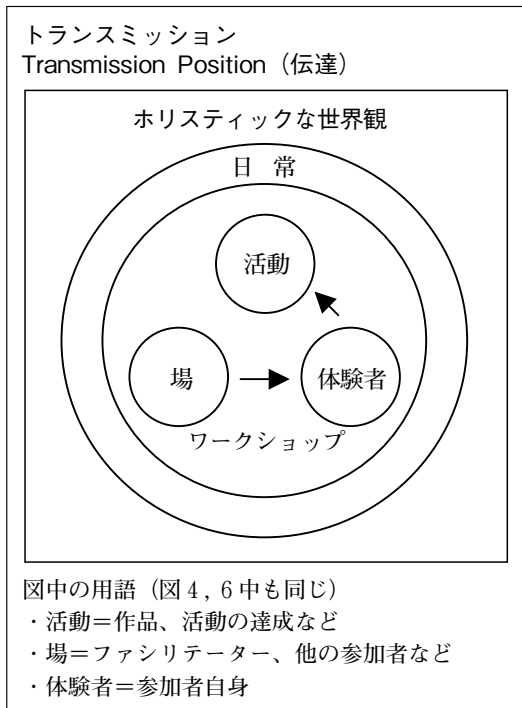 トランスミッション
Transmission Position（伝達）
ホリスティックな世界観
日 常
活動
場
体験者
ワークショップ
図中の用語（図 4 , 6 中も同じ）
・活動＝作品、活動の達成など
・場＝ファシリテーター、他の参加者など
・体験者＝参加者自身